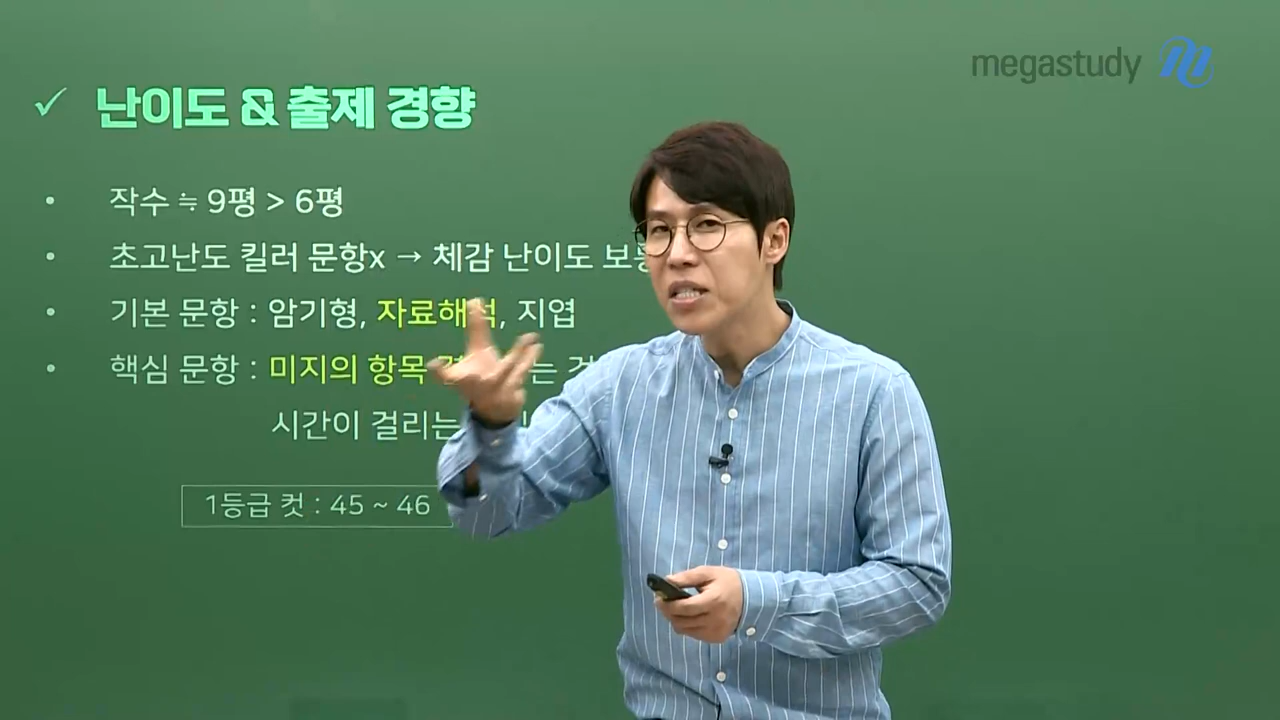 megastudy
✓ 난이도 & 출제 경향
• 작수 ≒ 9평 > 6평
• 초고난도 킬러 문항x → 체감 난이도
• 기본 문항 : 암기형, 자료해석, 지엽
• 핵심 문항 : 미지의 항목
시간이 걸리는
1등급 컷 : 45 ~ 46